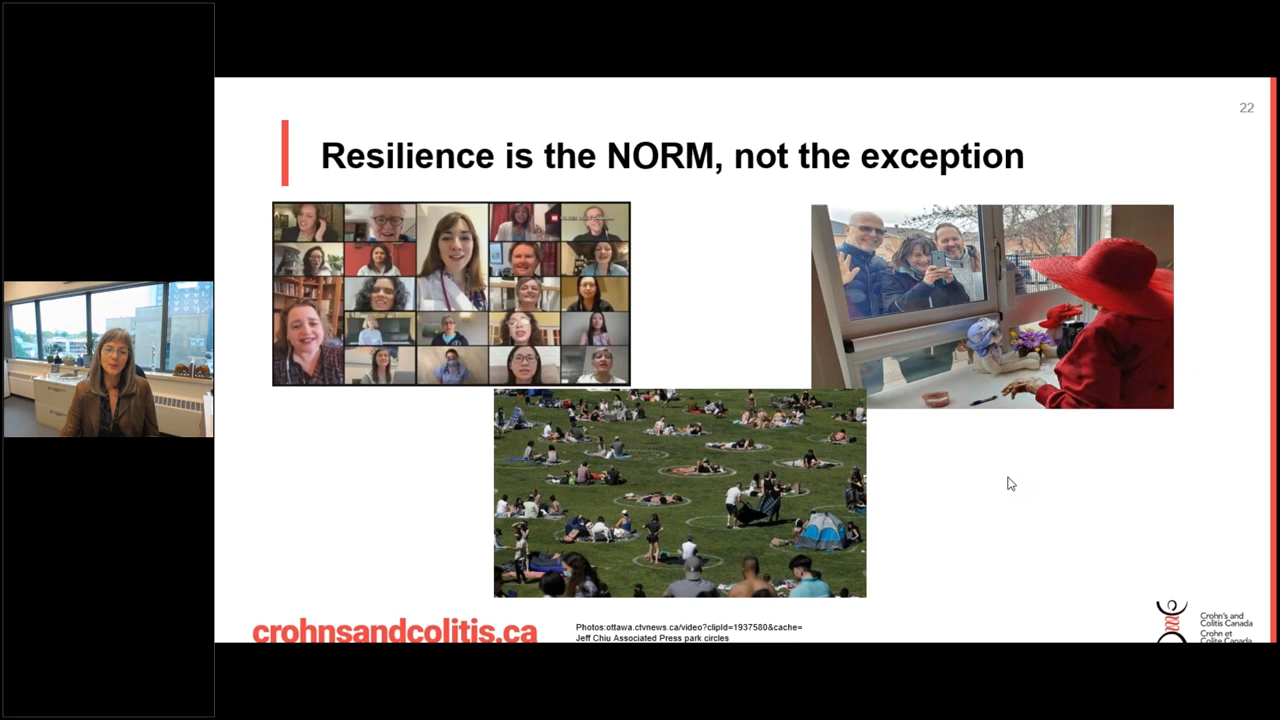 22
Resilience is the NORM, not the exception
crohnsandcolitis.ca
Photos:ottawa.ctvnews.ca/video?clipId=1937580&cache=
Jeff Chiu Associated Press park circles
Crohn's and
Colitis Canada
Crohn et
Colite Canada